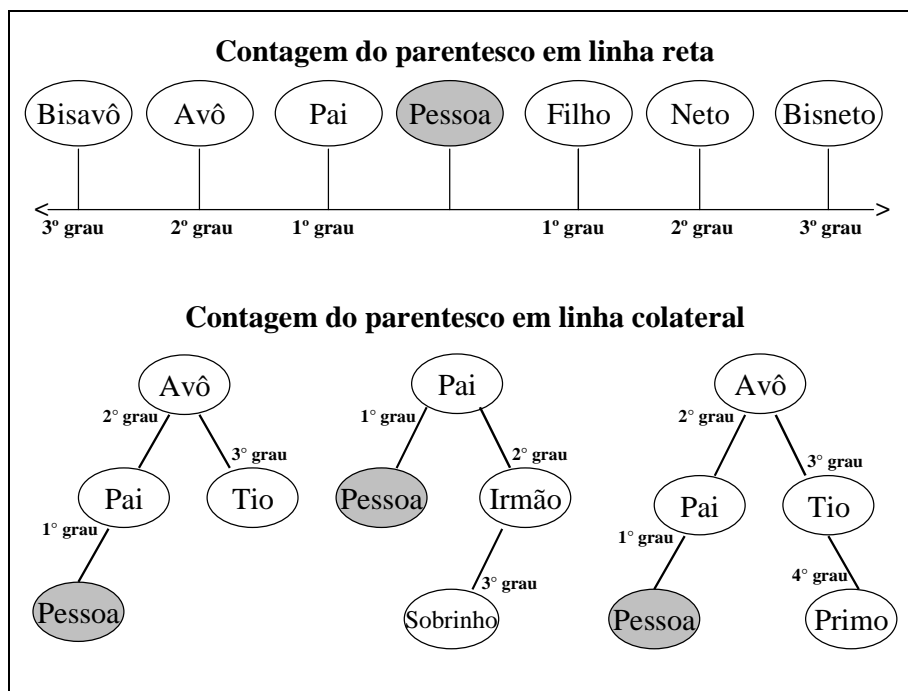 Contagem do parentesco em linha reta
Bisavô Avô Pai Pessoa Filho Neto Bisneto
3º grau 2º grau 1º grau 1º grau 2º grau 3º grau
Contagem do parentesco em linha colateral
Avô
2° grau
3° grau
Pai Tio
1° grau
Pessoa
Pai
1° grau
2° grau
Pessoa Irmão
3° grau
Sobrinho
Avô
2° grau
3° grau
Pai Tio
1° grau
4° grau
Pessoa Primo